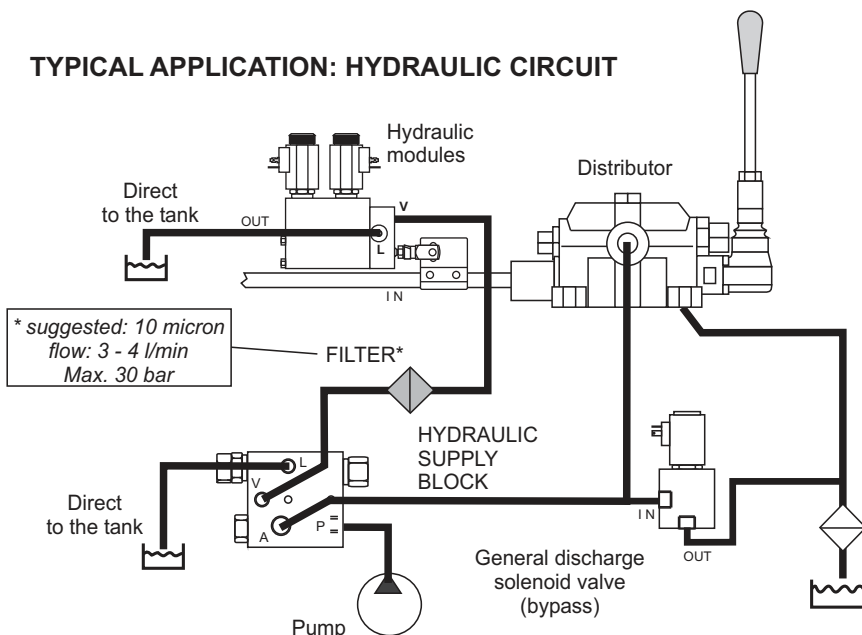 TYPICAL APPLICATION: HYDRAULIC CIRCUIT
Hydraulic
modules
Distributor
Direct
to the tank
OUT
V
L
IN
* suggested: 10 micron
flow: 3 - 4 l/min
Max. 30 bar
FILTER*
HYDRAULIC
SUPPLY
BLOCK
L
V
A
P
Direct
to the tank
IN
OUT
General discharge
solenoid valve
(bypass)
Pump